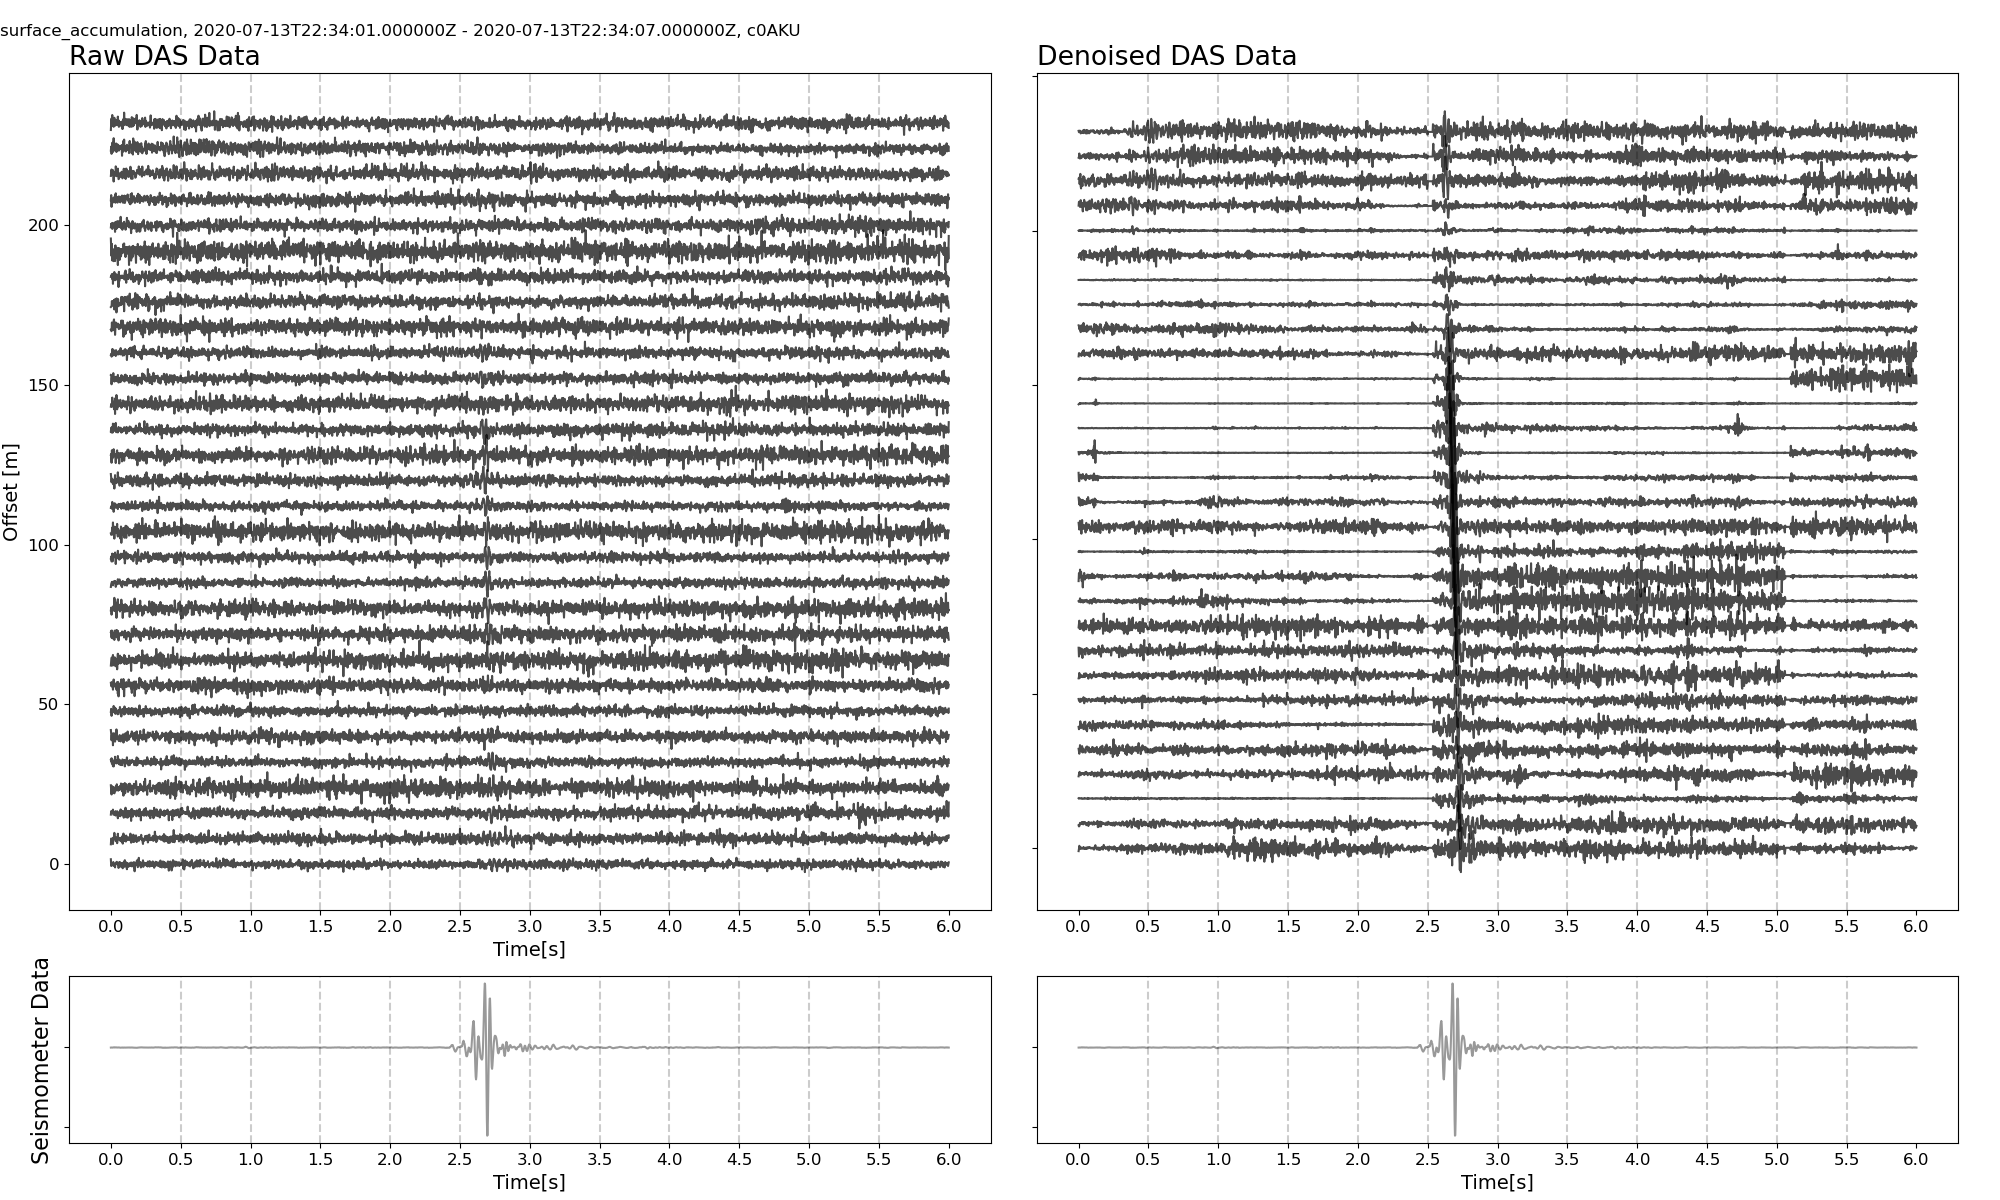 surface_accumulation, 2020-07-13T22:34:01.000000Z - 2020-07-13T22:34:07.000000Z, c0AKU
Raw DAS Data
Denoised DAS Data
Offset [m]
200
150
100
50
0
0.0 0.5 1.0 1.5 2.0 2.5 3.0 3.5 4.0 4.5 5.0 5.5 6.0
Time[s]
0.0 0.5 1.0 1.5 2.0 2.5 3.0 3.5 4.0 4.5 5.0 5.5 6.0
Seismometer Data
0.0 0.5 1.0 1.5 2.0 2.5 3.0 3.5 4.0 4.5 5.0 5.5 6.0
Time[s]
0.0 0.5 1.0 1.5 2.0 2.5 3.0 3.5 4.0 4.5 5.0 5.5 6.0
Time[s]